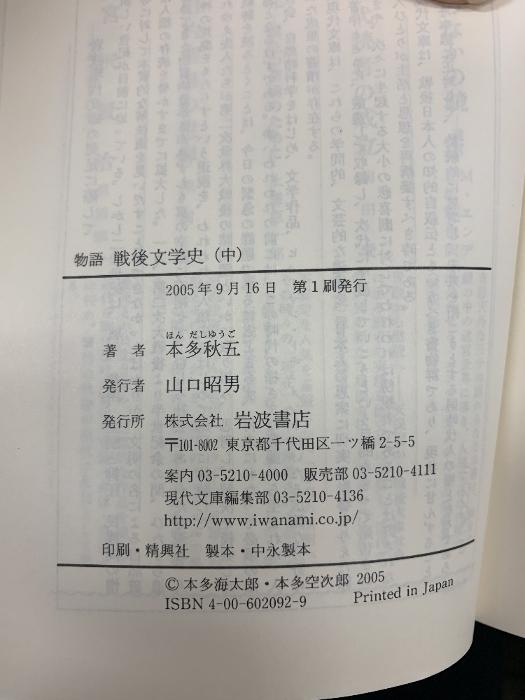 物語 戦後文学史（中）
2005年9月16日 第1刷発行
ほん だしゆうご
著者 本多秋五
発行者 山口昭男
発行所 株式会社 岩波書店
〒101-8002 東京都千代田区一ツ橋2-5-5
案内 03-5210-4000 販売部 03-5210-4111
現代文庫編集部 03-5210-4136
http://www.iwanami.co.jp/
印刷・精興社 製本・中永製本
© 本多海太郎・本多空次郎 2005
ISBN 4-00-602092-9 Printed in Japan